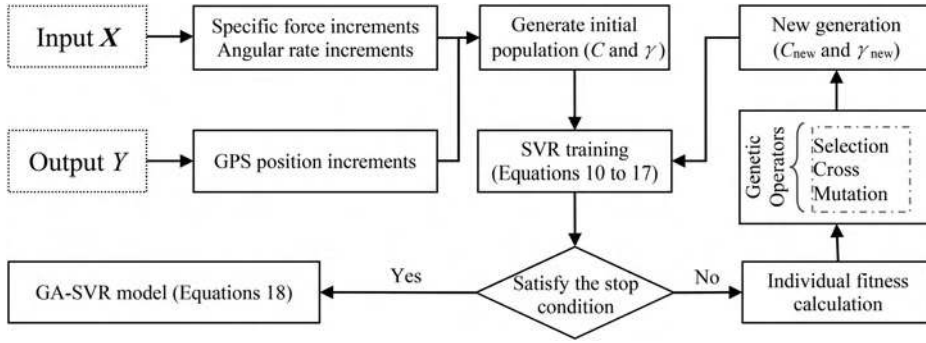 Input X
Specific force increments
Angular rate increments
Generate initial
population (C and γ)
New generation
(Cnew and γ new)
Output Y
GPS position increments
SVR training
(Equations 10 to 17)
Genetic
Operators
Selection
Cross
Mutation
GA-SVR model (Equations 18)
Yes
Satisfy the stop
condition
No
Individual fitness
calculation